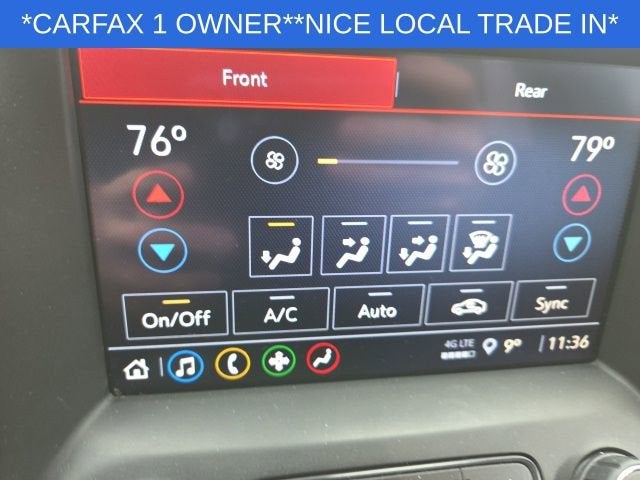 *CARFAX 1 OWNER**NICE LOCAL TRADE IN*
Front
Rear
76°
79°
On/Off
A/C
Auto
Sync
4G LTE
9°
11:36